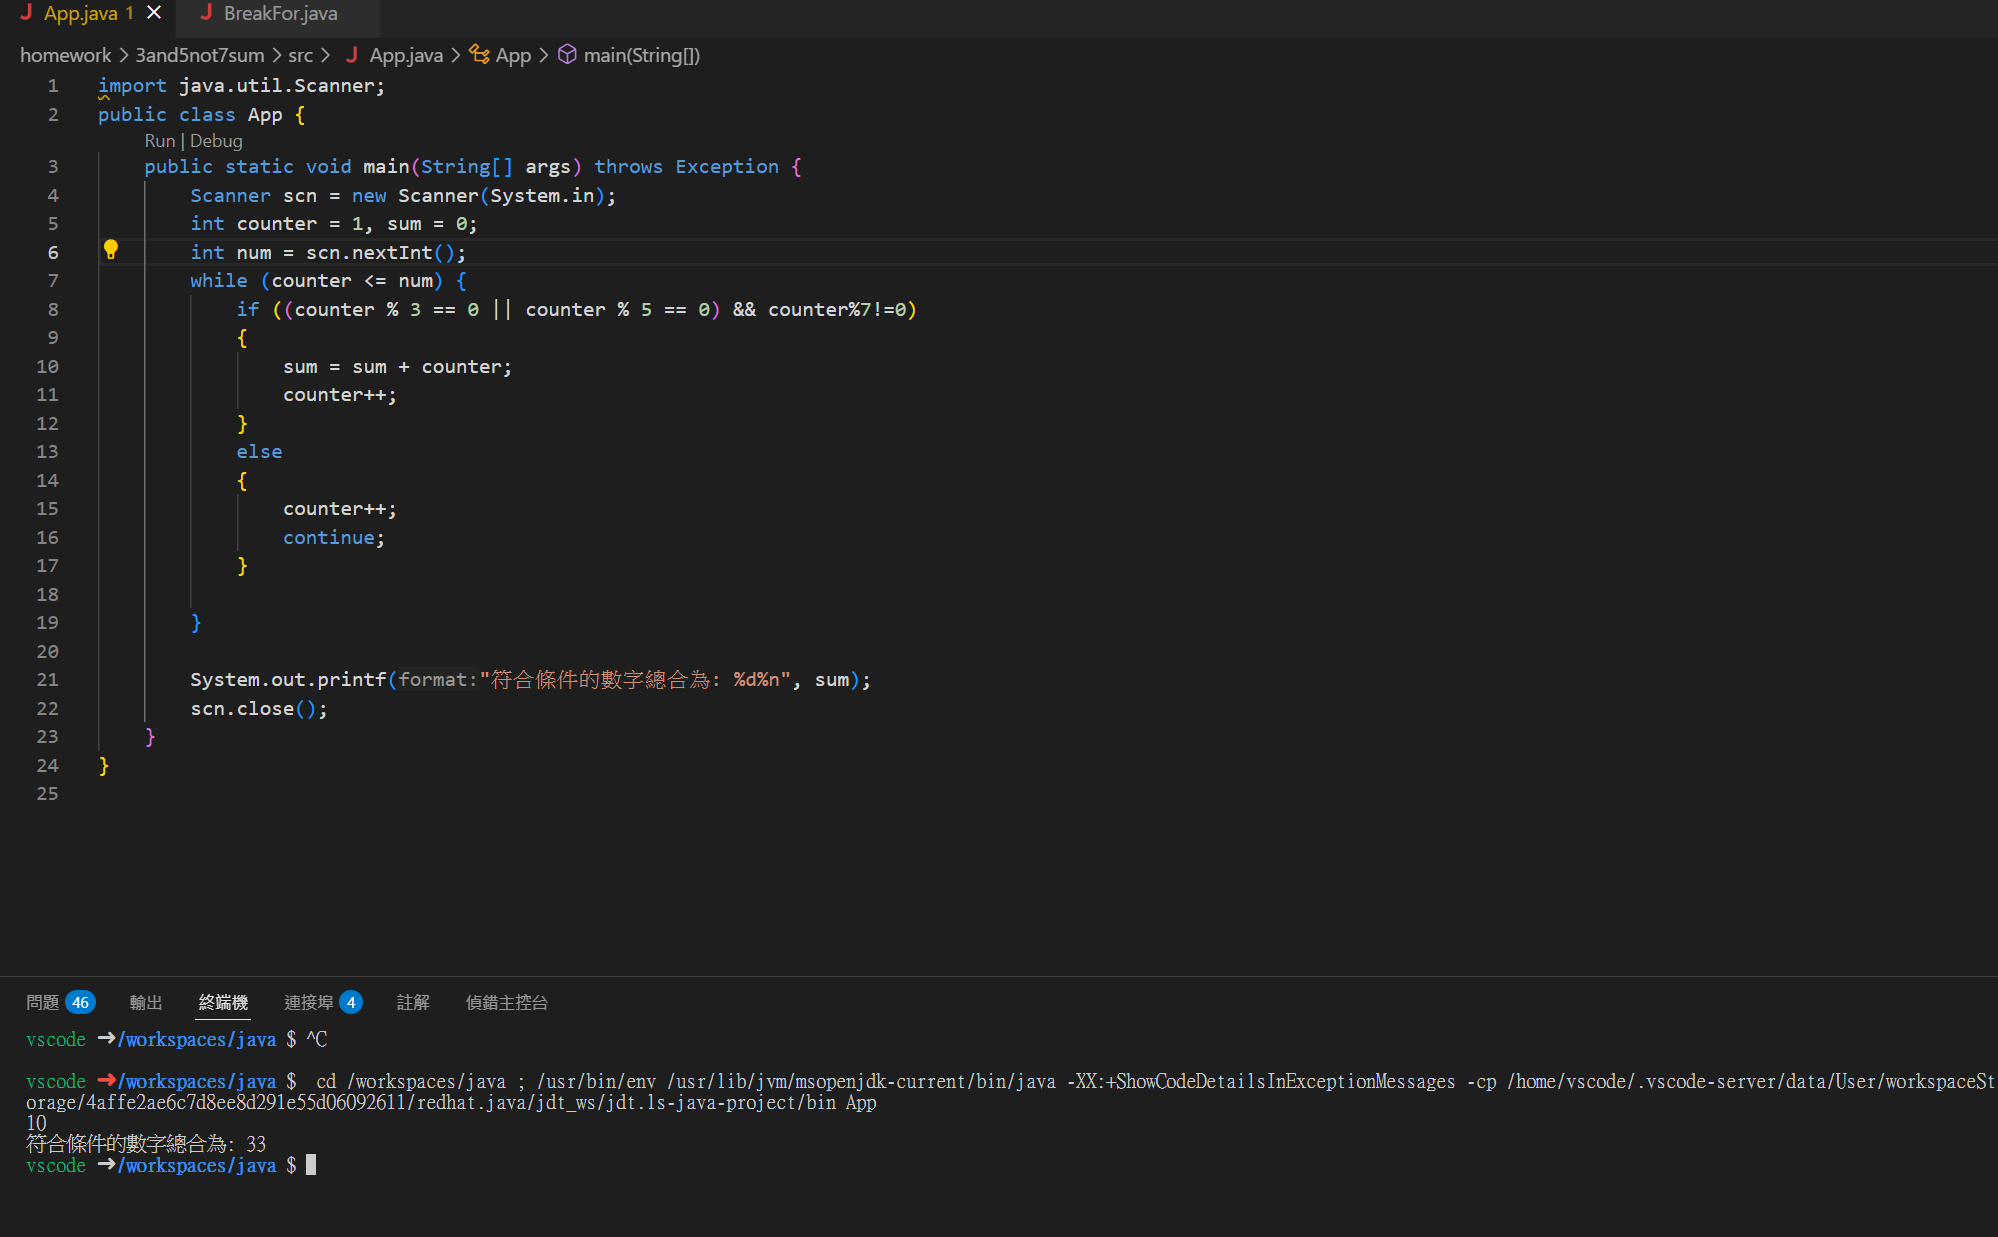 J App.java 1 × J BreakFor.java
homework > 3and5not7sum > src > J App.java > App > main(String[])
1 import java.util.Scanner;
2 public class App {
Run | Debug
3 public static void main(String[] args) throws Exception {
4 Scanner scn = new Scanner(System.in);
5 int counter = 1, sum = 0;
6 int num = scn.nextInt();
7 while (counter <= num) {
8 if ((counter % 3 == 0 || counter % 5 == 0) && counter%7!=0)
9 {
10 sum = sum + counter;
11 counter++;
12 }
13 else
14 {
15 counter++;
16 continue;
17 }
18
19 }
20
21 System.out.printf(format:"符合條件的數字總合為: %d%n", sum);
22 scn.close();
23 }
24 }
25
問題 46 輸出 終端機 連接埠 4 註解 偵錯主控台
vscode ➜/workspaces/java $ ^C
vscode ➜/workspaces/java $ cd /workspaces/java ; /usr/bin/env /usr/lib/jvm/msopenjdk-current/bin/java -XX:+ShowCodeDetailsInExceptionMessages -cp /home/vscode/.vscode-server/data/User/workspaceSt
orage/4affe2ae6c7d8ee8d291e55d06092611/redhat.java/jdt_ws/jdt.ls-java-project/bin App
10
符合條件的數字總合為: 33
vscode ➜/workspaces/java $